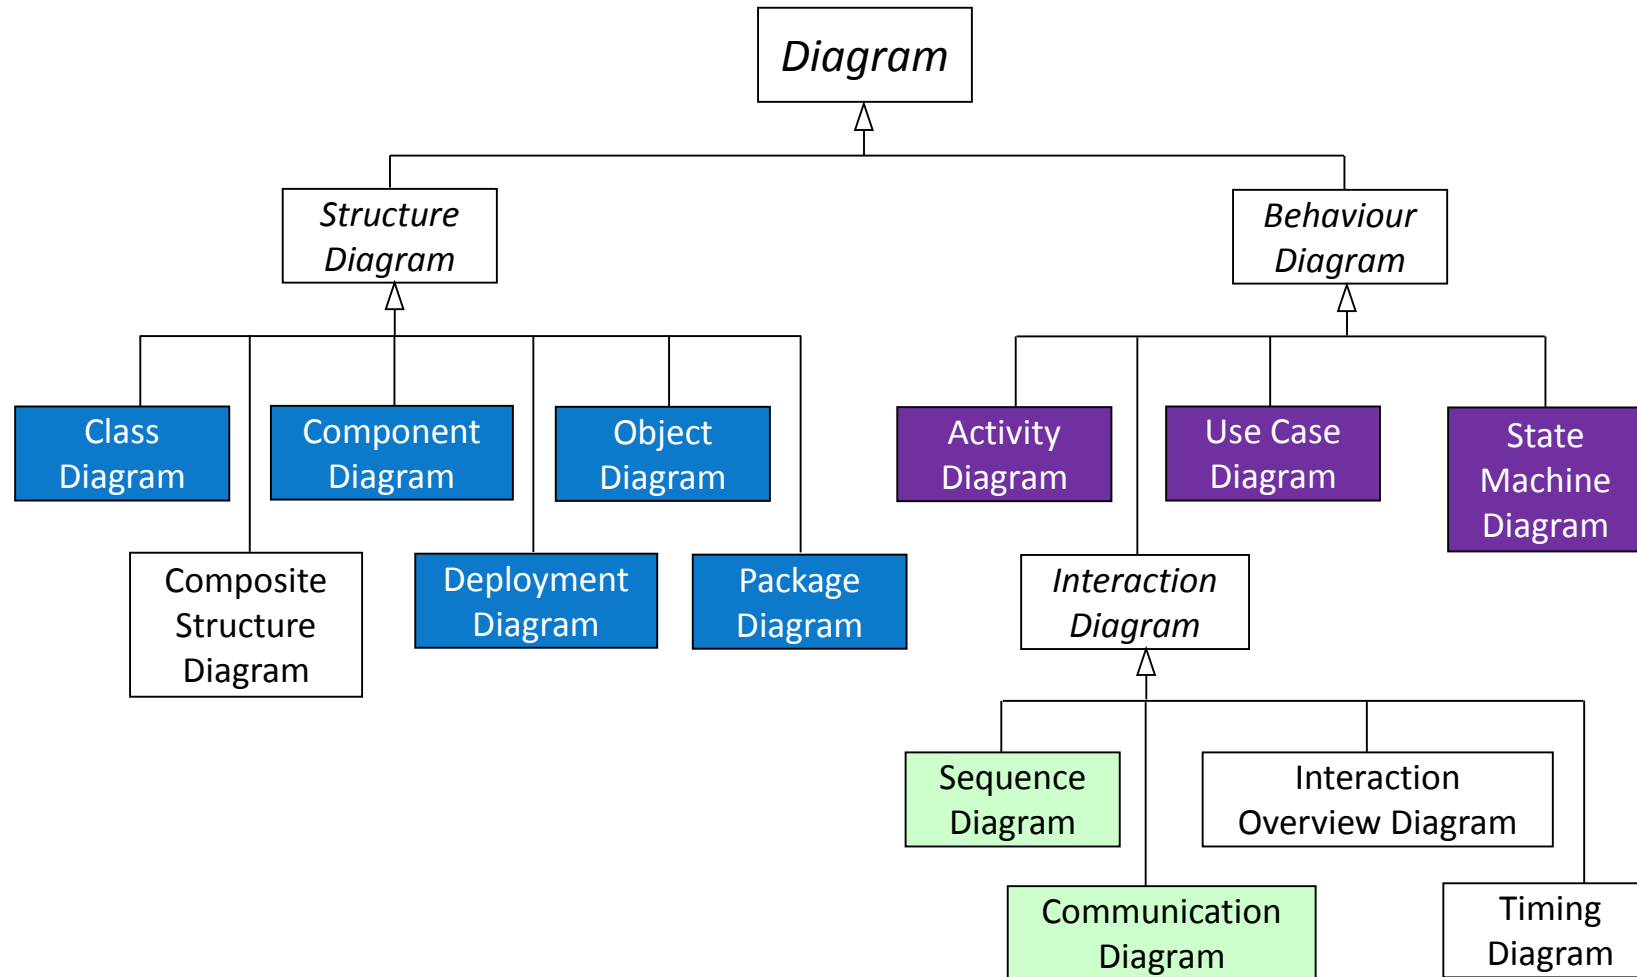 Diagram
Structure
Diagram
Behaviour
Diagram
Class
Diagram
Component
Diagram
Object
Diagram
Activity
Diagram
Use Case
Diagram
State
Machine
Diagram
Composite
Structure
Diagram
Deployment
Diagram
Package
Diagram
Interaction
Diagram
Sequence
Diagram
Interaction
Overview Diagram
Communication
Diagram
Timing
Diagram